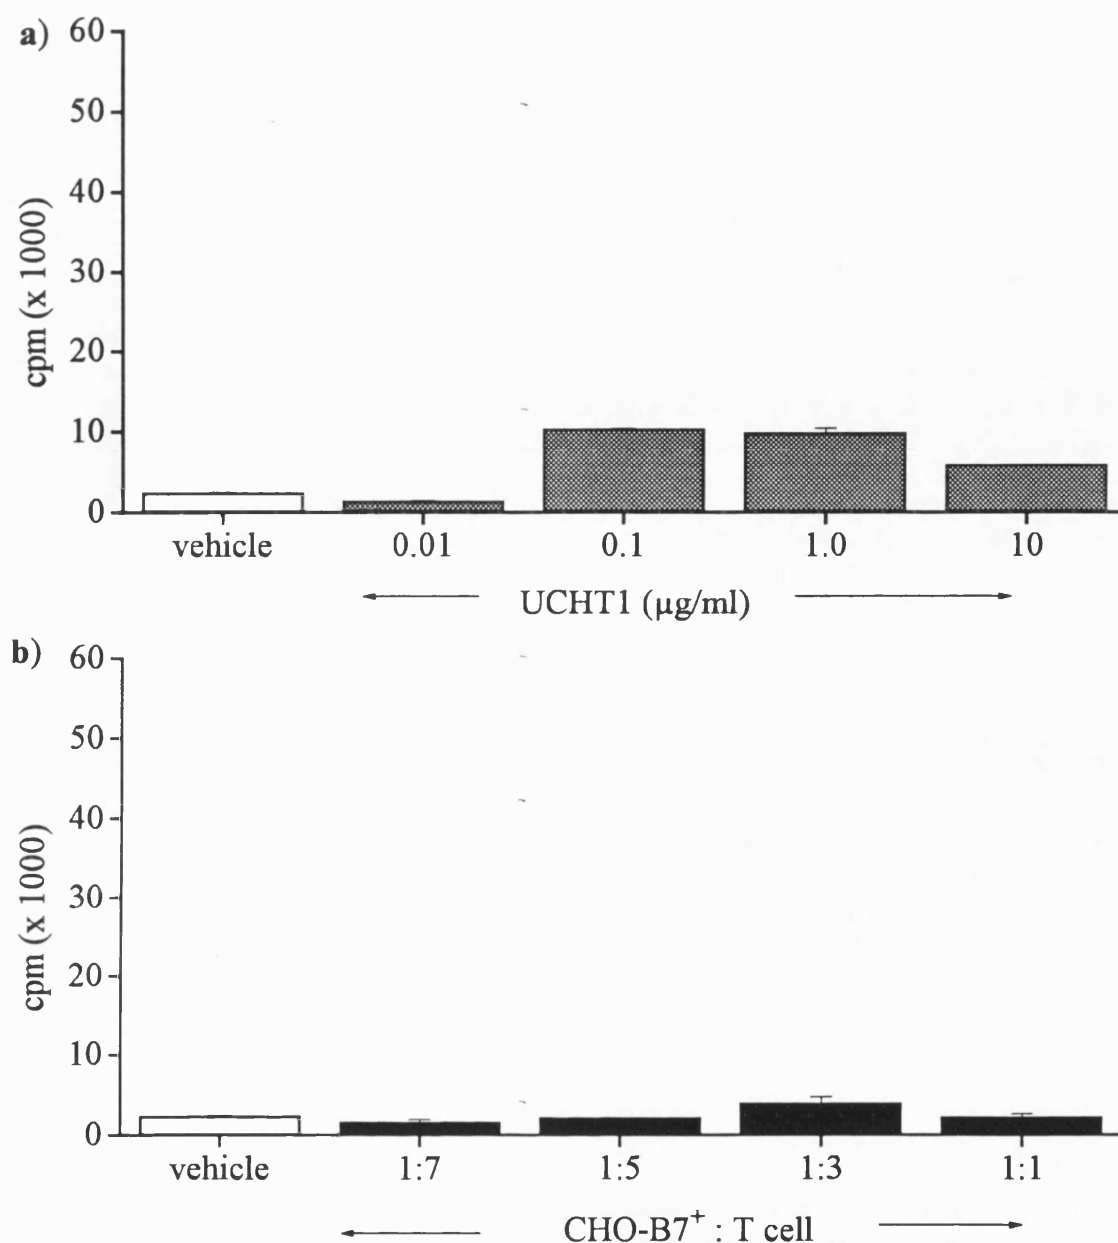 a)
60
50
40
30
20
10
0
cpm (x 1000)
vehicle 0.01 0.1 1.0 10
UCHT1 (μg/ml)
b)
60
50
40
30
20
10
0
cpm (x 1000)
vehicle 1:7 1:5 1:3 1:1
CHO-B7⁺ : T cell